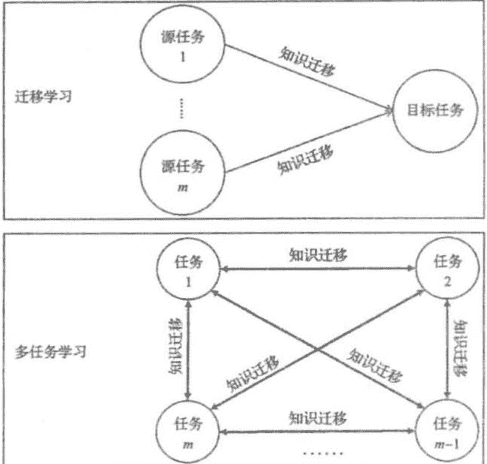 源任务
1
知识迁移
迁移学习
......
目标任务
源任务
m
知识迁移
任务
1
知识迁移
任务
2
知识迁移
知识迁移
多任务学习
知识迁移
知识迁移
任务
m
知识迁移
任务
m-1
......